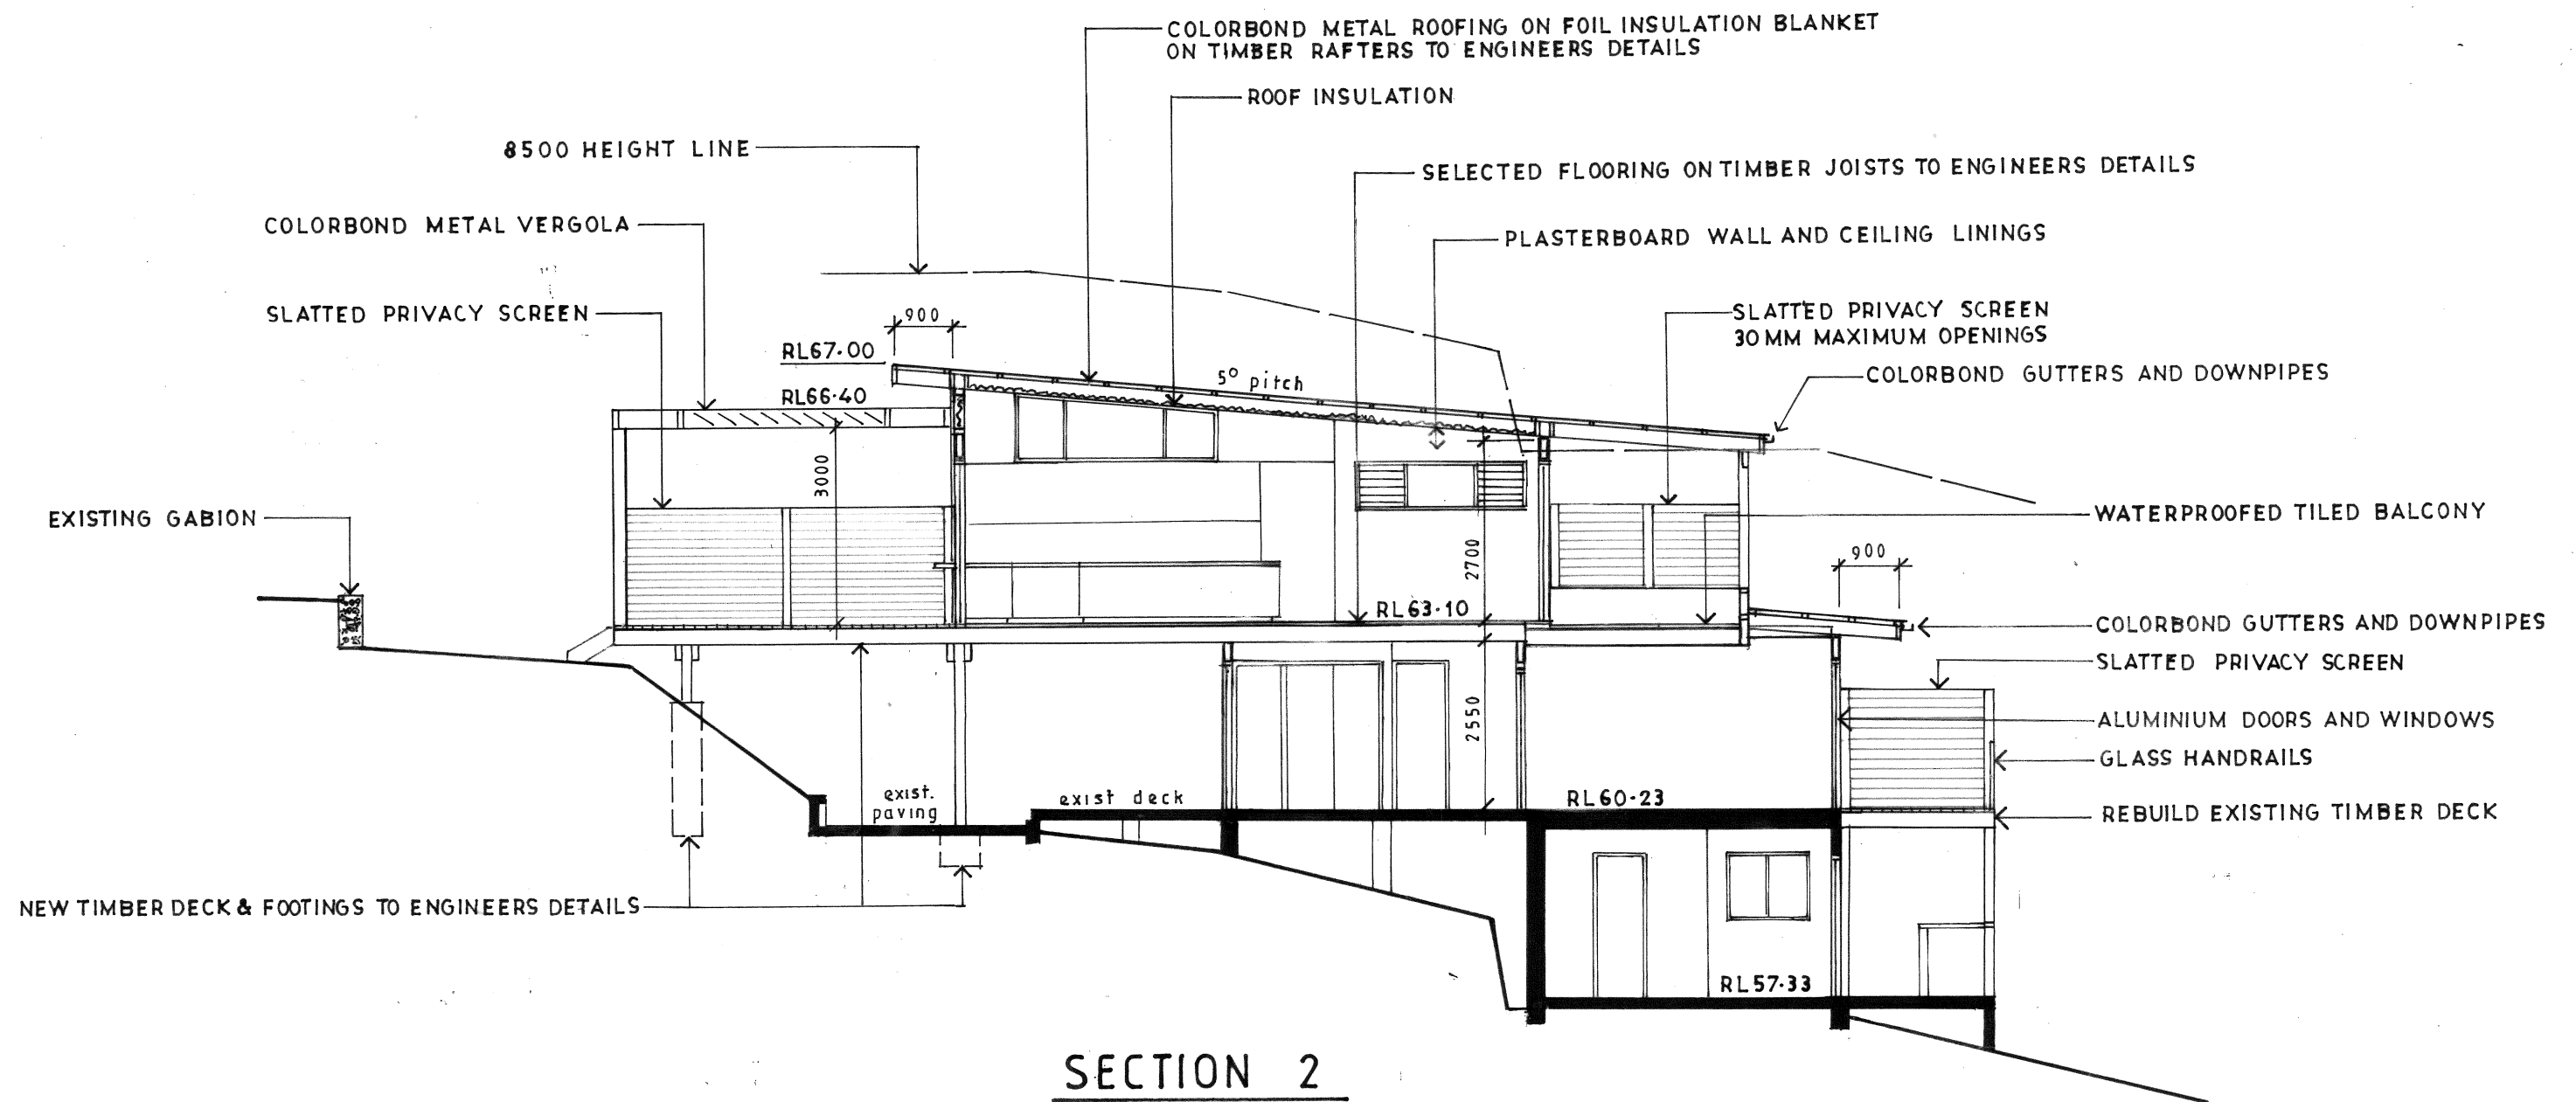 COLORBOND METAL ROOFING ON FOIL INSULATION BLANKET
ON TIMBER RAFTERS TO ENGINEERS DETAILS
ROOF INSULATION
8500 HEIGHT LINE
SELECTED FLOORING ON TIMBER JOISTS TO ENGINEERS DETAILS
COLORBOND METAL VERGOLA
PLASTERBOARD WALL AND CEILING LININGS
SLATTED PRIVACY SCREEN
900
SLATTED PRIVACY SCREEN
30MM MAXIMUM OPENINGS
RL67·00
5° pitch
COLORBOND GUTTERS AND DOWNPIPES
RL66·40
3000
EXISTING GABION
WATERPROOFED TILED BALCONY
2700
900
RL63·10
COLORBOND GUTTERS AND DOWNPIPES
SLATTED PRIVACY SCREEN
2550
ALUMINIUM DOORS AND WINDOWS
GLASS HANDRAILS
exist.
paving
exist deck
RL60·23
REBUILD EXISTING TIMBER DECK
NEW TIMBER DECK & FOOTINGS TO ENGINEERS DETAILS
RL57·33
SECTION 2